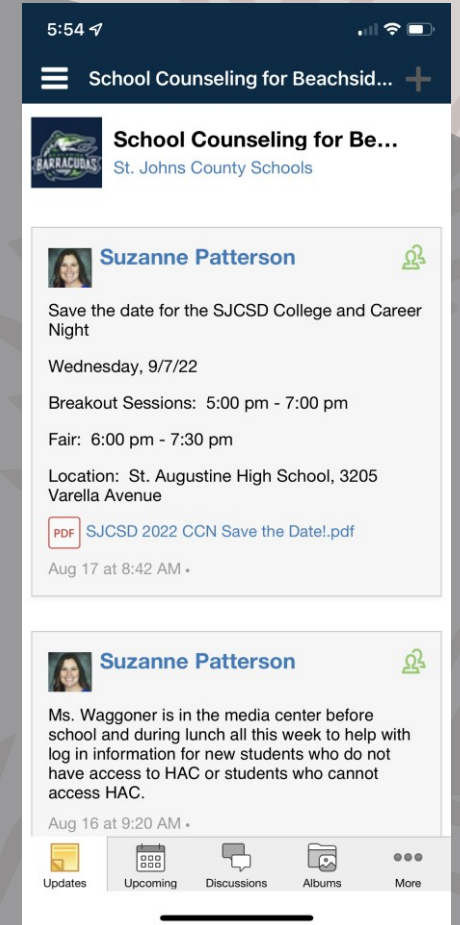 5:54
School Counseling for Beachsid...
BARRACUDAS
School Counseling for Be...
St. Johns County Schools
Suzanne Patterson
Save the date for the SJCSD College and Career
Night
Wednesday, 9/7/22
Breakout Sessions:  5:00 pm - 7:00 pm
Fair:  6:00 pm - 7:30 pm
Location:  St. Augustine High School, 3205
Varella Avenue
PDF SJCSD 2022 CCN Save the Date!.pdf
Aug 17 at 8:42 AM •
Suzanne Patterson
Ms. Waggoner is in the media center before
school and during lunch all this week to help with
log in information for new students who do not
have access to HAC or students who cannot
access HAC.
Aug 16 at 9:20 AM •
Updates Upcoming Discussions Albums More